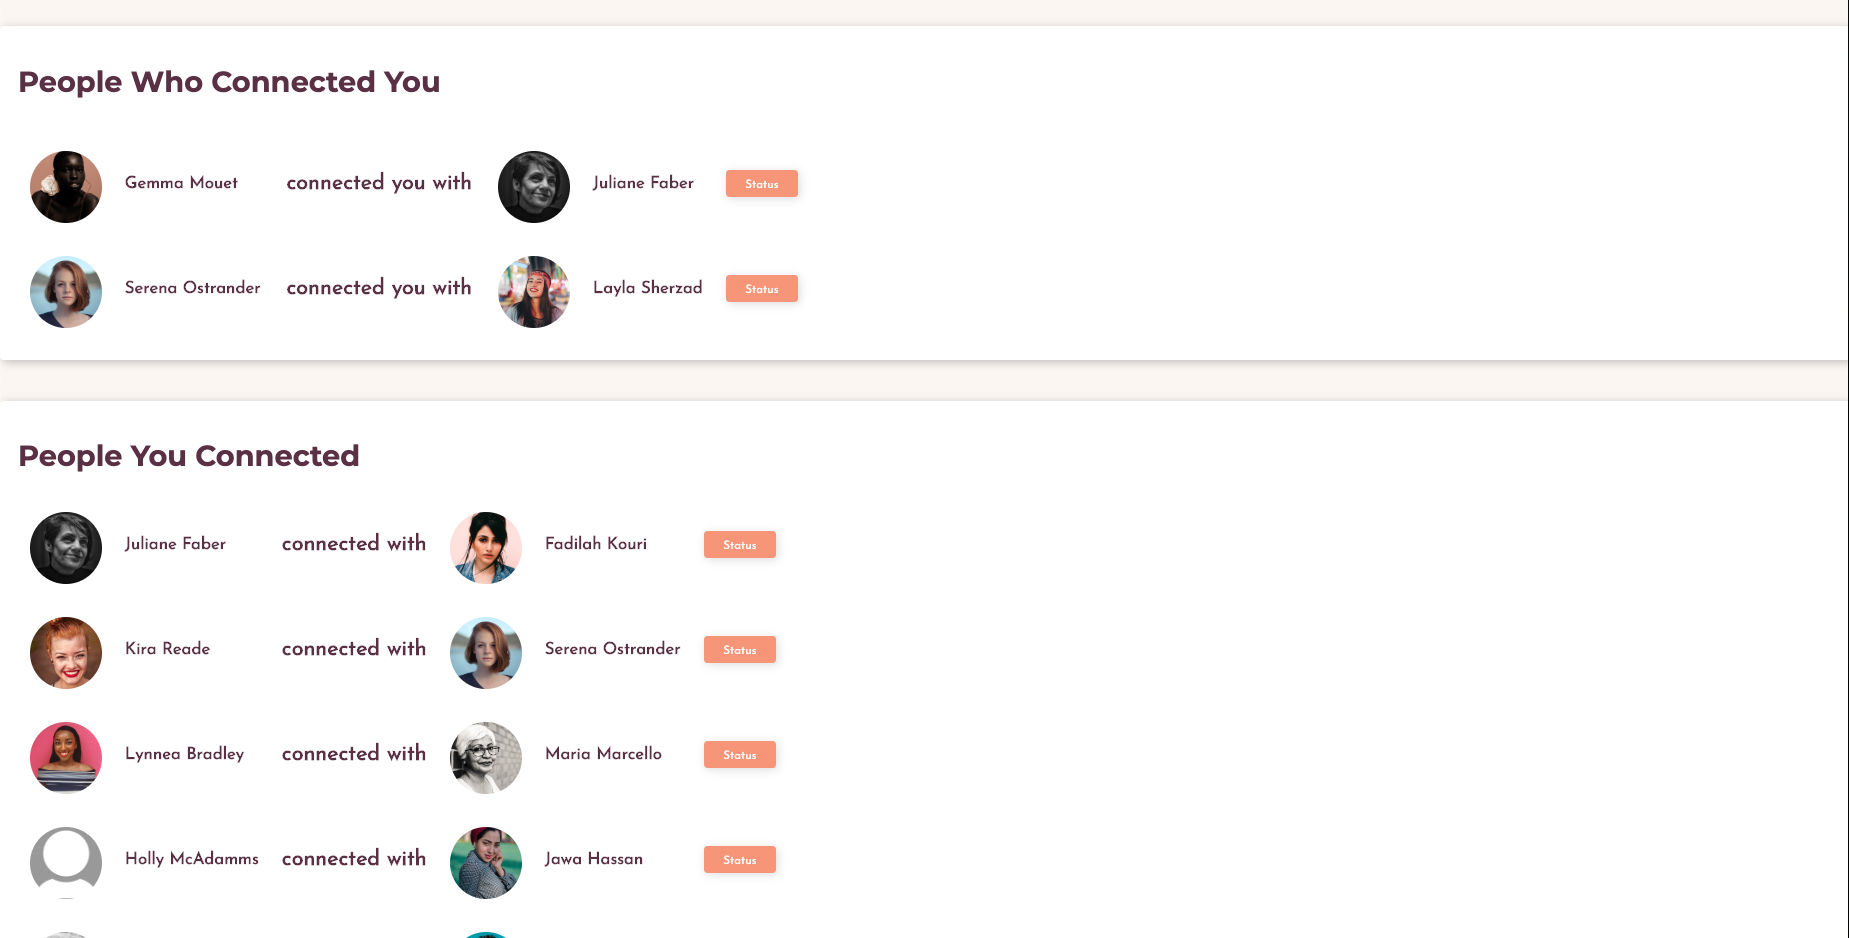 People Who Connected You
Gemma Mouet connected you with Juliane Faber Status
Serena Ostrander connected you with Layla Sherzad Status
People You Connected
Juliane Faber connected with Fadilah Kouri Status
Kira Reade connected with Serena Ostrander Status
Lynnea Bradley connected with Maria Marcello Status
Holly McAdamms connected with Jawa Hassan Status